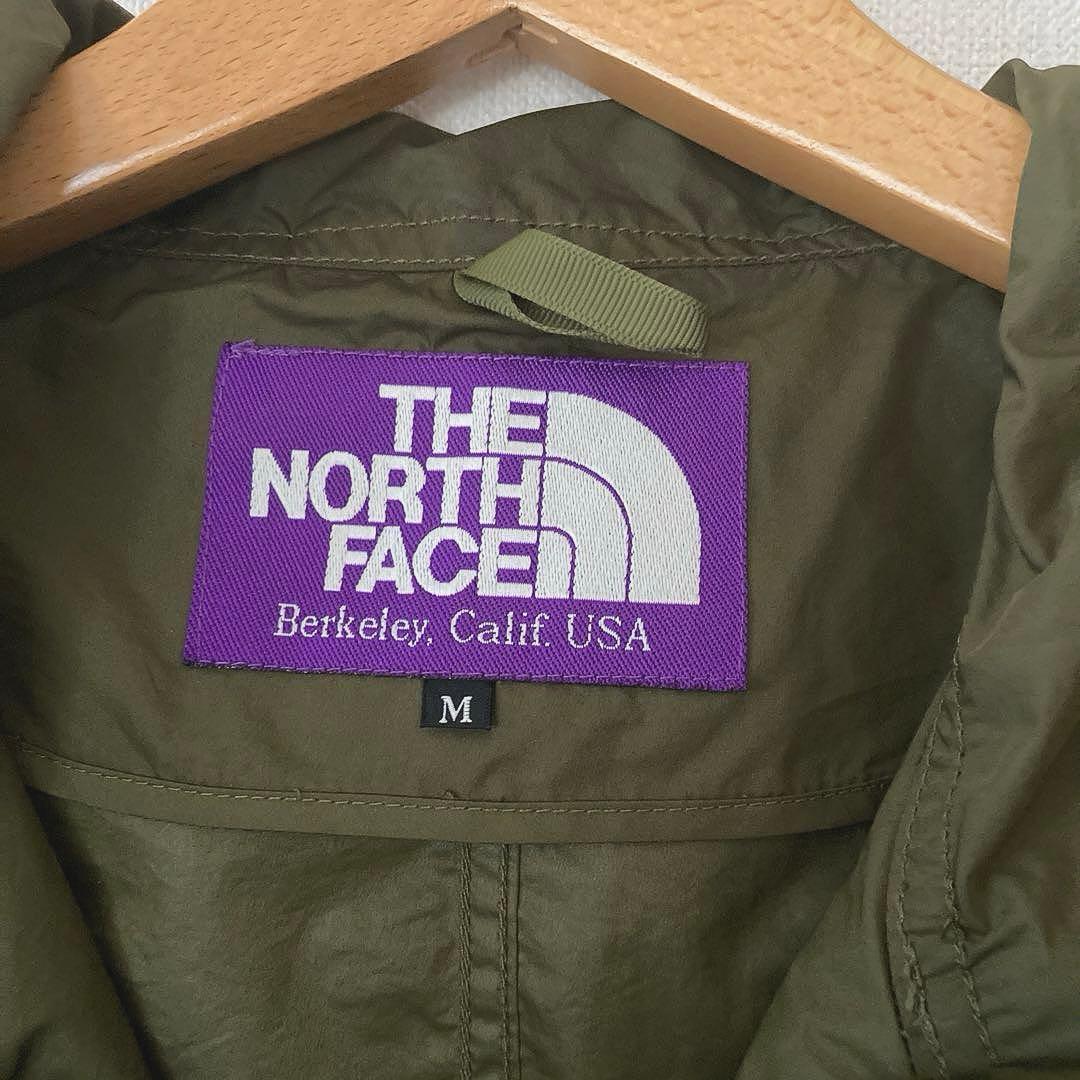 THE
NORTH
FACE
Berkeley, Calif. USA
M